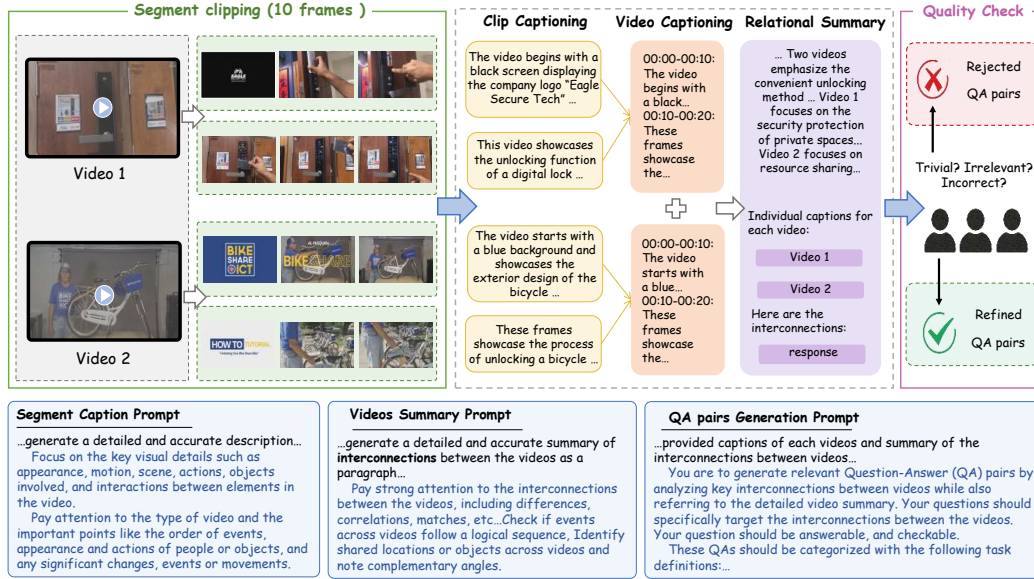 Segment clipping (10 frames )
Video 1
Video 2
EAGLE
BIKE
SHARE
ICT
BIKE
HOW TO TUTORIAL
Clip Captioning
The video begins with a
black screen displaying
the company logo “Eagle
Secure Tech” ...
This video showcases
the unlocking function
of a digital lock ...
The video starts with
a blue background and
showcases the
exterior design of the
bicycle ...
These frames
showcase the process
of unlocking a bicycle ...
Video Captioning
00:00-00:10:
The video
begins with
a black...
00:10-00:20:
These
frames
showcase
the...
00:00-00:10:
The video
starts with
a blue...
00:10-00:20:
These
frames
showcase
the...
Relational Summary
... Two videos
emphasize the
convenient unlocking
method ... Video 1
focuses on the
security protection
of private spaces...
Video 2 focuses on
resource sharing...
Individual captions for
each video:
Video 1
Video 2
Here are the
interconnections:
response
Quality Check
Rejected
QA pairs
Trivial? Irrelevant?
Incorrect?
Refined
QA pairs
Segment Caption Prompt
...generate a detailed and accurate description...
Focus on the key visual details such as
appearance, motion, scene, actions, objects
involved, and interactions between elements in
the video.
Pay attention to the type of video and the
important points like the order of events,
appearance and actions of people or objects, and
any significant changes, events or movements.
Videos Summary Prompt
...generate a detailed and accurate summary of
interconnections between the videos as a
paragraph...
Pay strong attention to the interconnections
between the videos, including differences,
correlations, matches, etc...Check if events
across videos follow a logical sequence, Identify
shared locations or objects across videos and
note complementary angles.
QA pairs Generation Prompt
...provided captions of each videos and summary of the
interconnections between videos...
You are to generate relevant Question-Answer (QA) pairs by
analyzing key interconnections between videos while also
referring to the detailed video summary. Your questions should
specifically target the interconnections between the videos.
Your question should be answerable, and checkable.
These QAs should be categorized with the following task
definitions:...